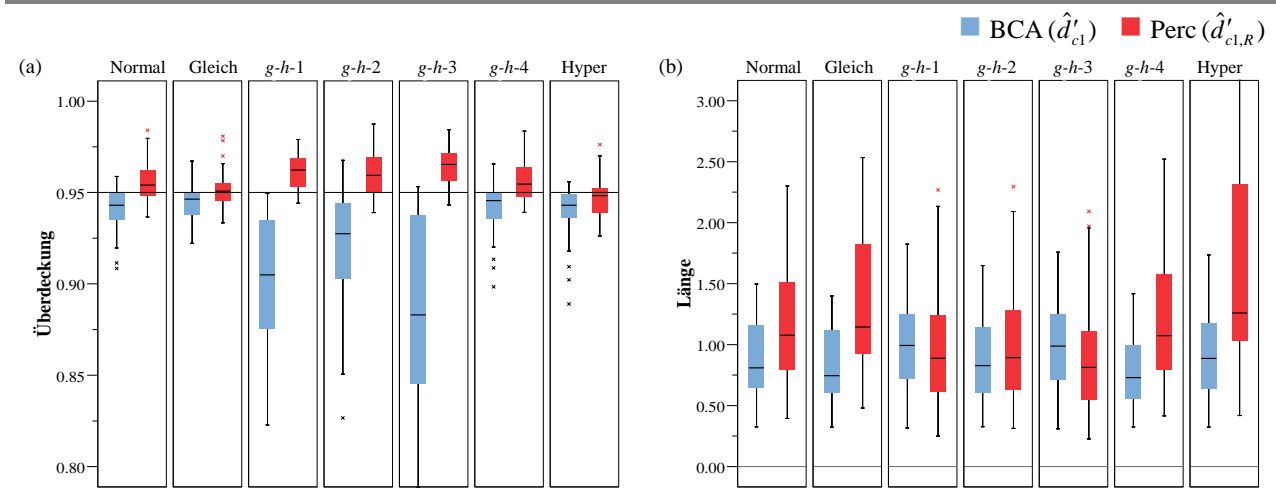 BCA (d̂′c1) Perc (d̂′c1,R)
(a) Normal Gleich g-h-1 g-h-2 g-h-3 g-h-4 Hyper
(b) Normal Gleich g-h-1 g-h-2 g-h-3 g-h-4 Hyper
Überdeckung
1.00
0.95
0.90
0.85
0.80
Länge
3.00
2.50
2.00
1.50
1.00
0.50
0.00